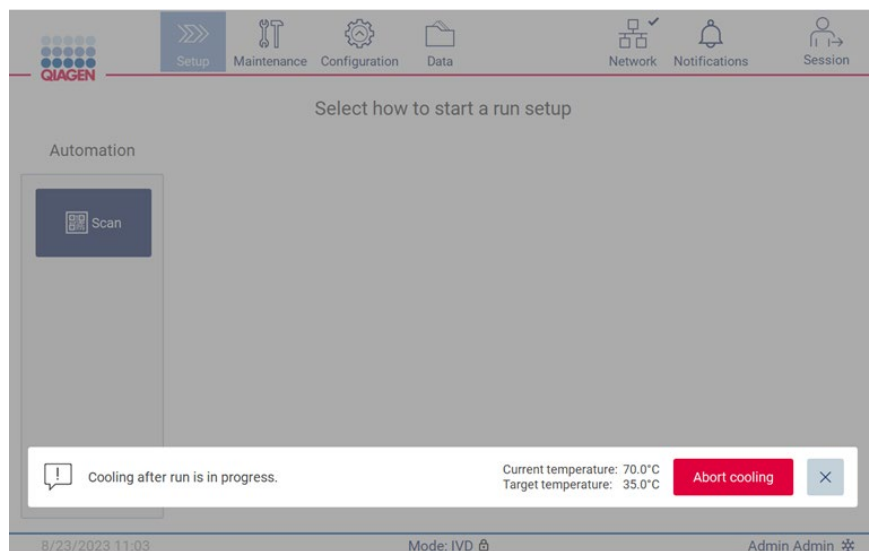 QIAGEN
Setup
Maintenance
Configuration
Data
Network
Notifications
Session
Select how to start a run setup
Automation
Scan
Cooling after run is in progress.
Current temperature: 70.0°C
Target temperature: 35.0°C
Abort cooling
8/23/2023 11:03
Mode: IVD
Admin Admin